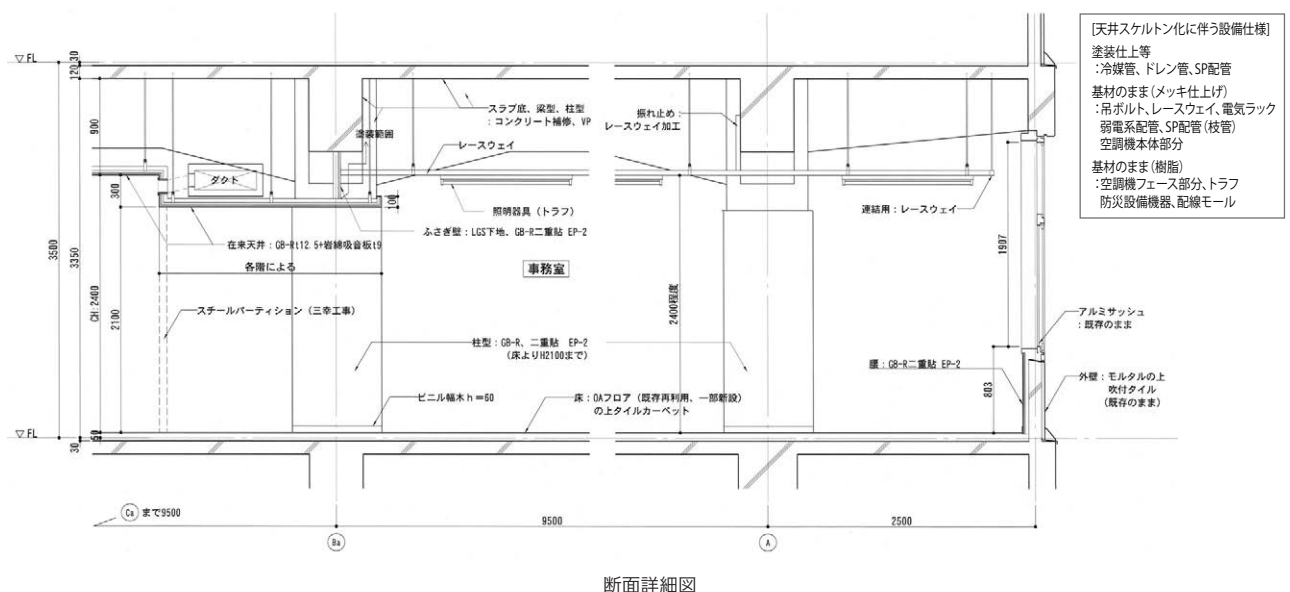 [天井スケルトン化に伴う設備仕様]
塗装仕上等
:冷媒管、ドレン管、SP配管
基材のまま(メッキ仕上げ)
:吊ボルト、レースウェイ、電気ラック
弱電系配管、SP配管(枝管)
空調機本体部分
基材のまま(樹脂)
:空調機フェース部分、トラフ
防災設備機器、配線モール
▽FL
30
120
900
スラブ底、梁型、柱型
:コンクリート補修、VP
塗装範囲
振れ止め:
レースウェイ加工
レースウェイ
ダクト
300
100
照明器具(トラフ)
連結用:レースウェイ
ふさぎ壁:LGS下地、GB-R二重貼 EP-2
在来天井:GB-Rt12.5+岩綿吸音板t9
各階による
事務室
3500
3350
CH:2400
2100
2400程度
1907
スチールパーティション(三幸工事)
アルミサッシュ
:既存のまま
柱型:GB-R、二重貼 EP-2
(床よりH2100まで)
腰:GB-R二重貼 EP-2
803
外壁:モルタルの上
吹付タイル
(既存のまま)
ビニル幅木h=60
床:OAフロア(既存再利用、一部新設)
の上タイルカーペット
▽FL
50
30
Ca まで9500
9500
2500
Ba
A
断面詳細図